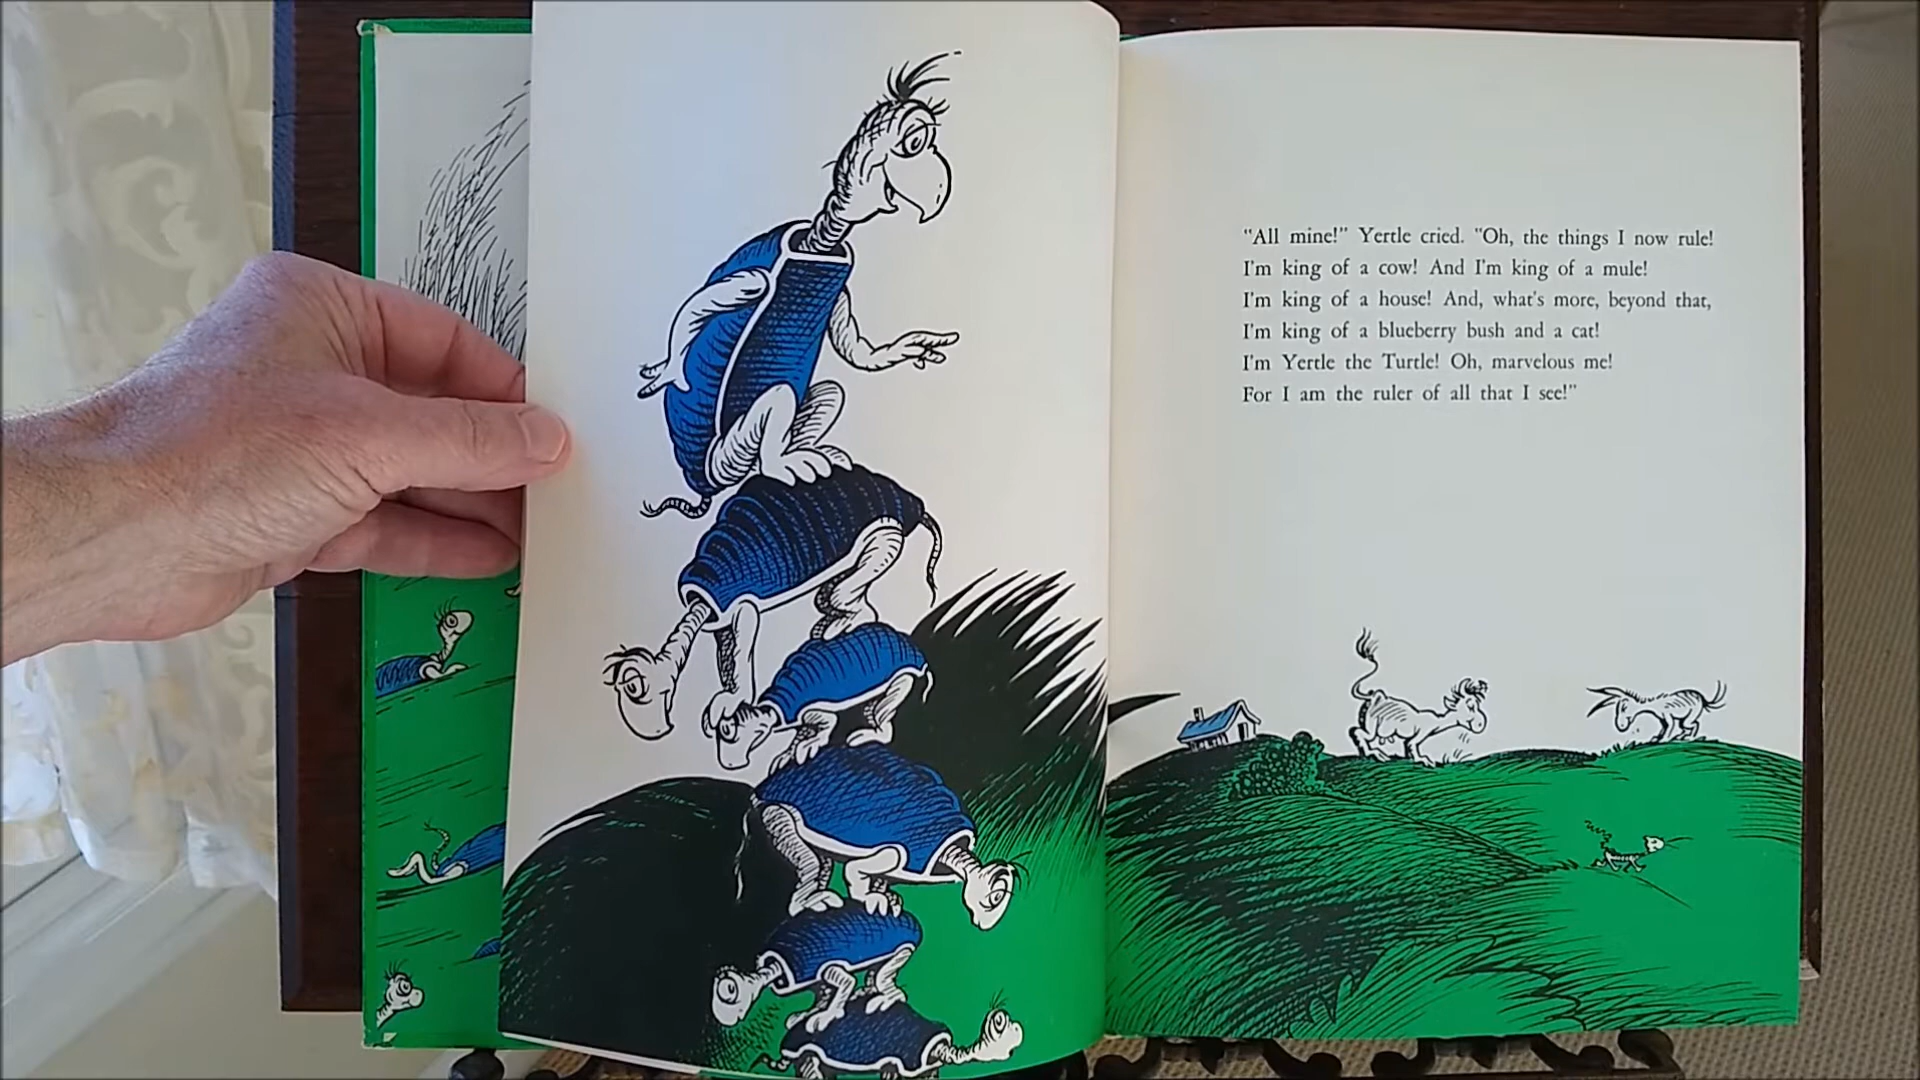 "All mine!" Yertle cried. "Oh, the things I now rule!
I'm king of a cow! And I'm king of a mule!
I'm king of a house! And, what's more, beyond that,
I'm king of a blueberry bush and a cat!
I'm Yertle the Turtle! Oh, marvelous me!
For I am the ruler of all that I see!"